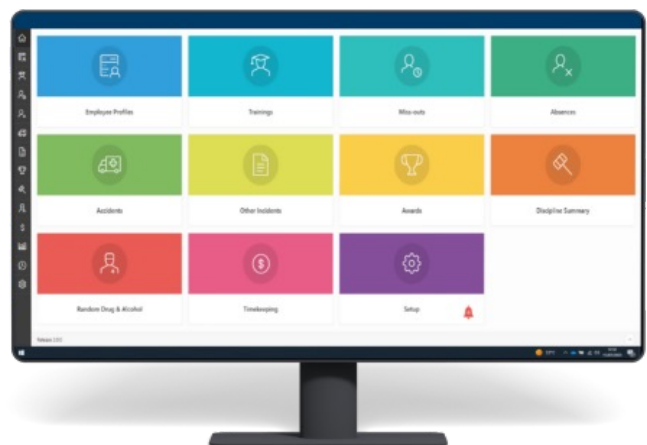 Employee Profiles
Trainings
Miss-outs
Absences
Accidents
Other Incidents
Awards
Discipline Summary
Random Drug & Alcohol
Timekeeping
Setup